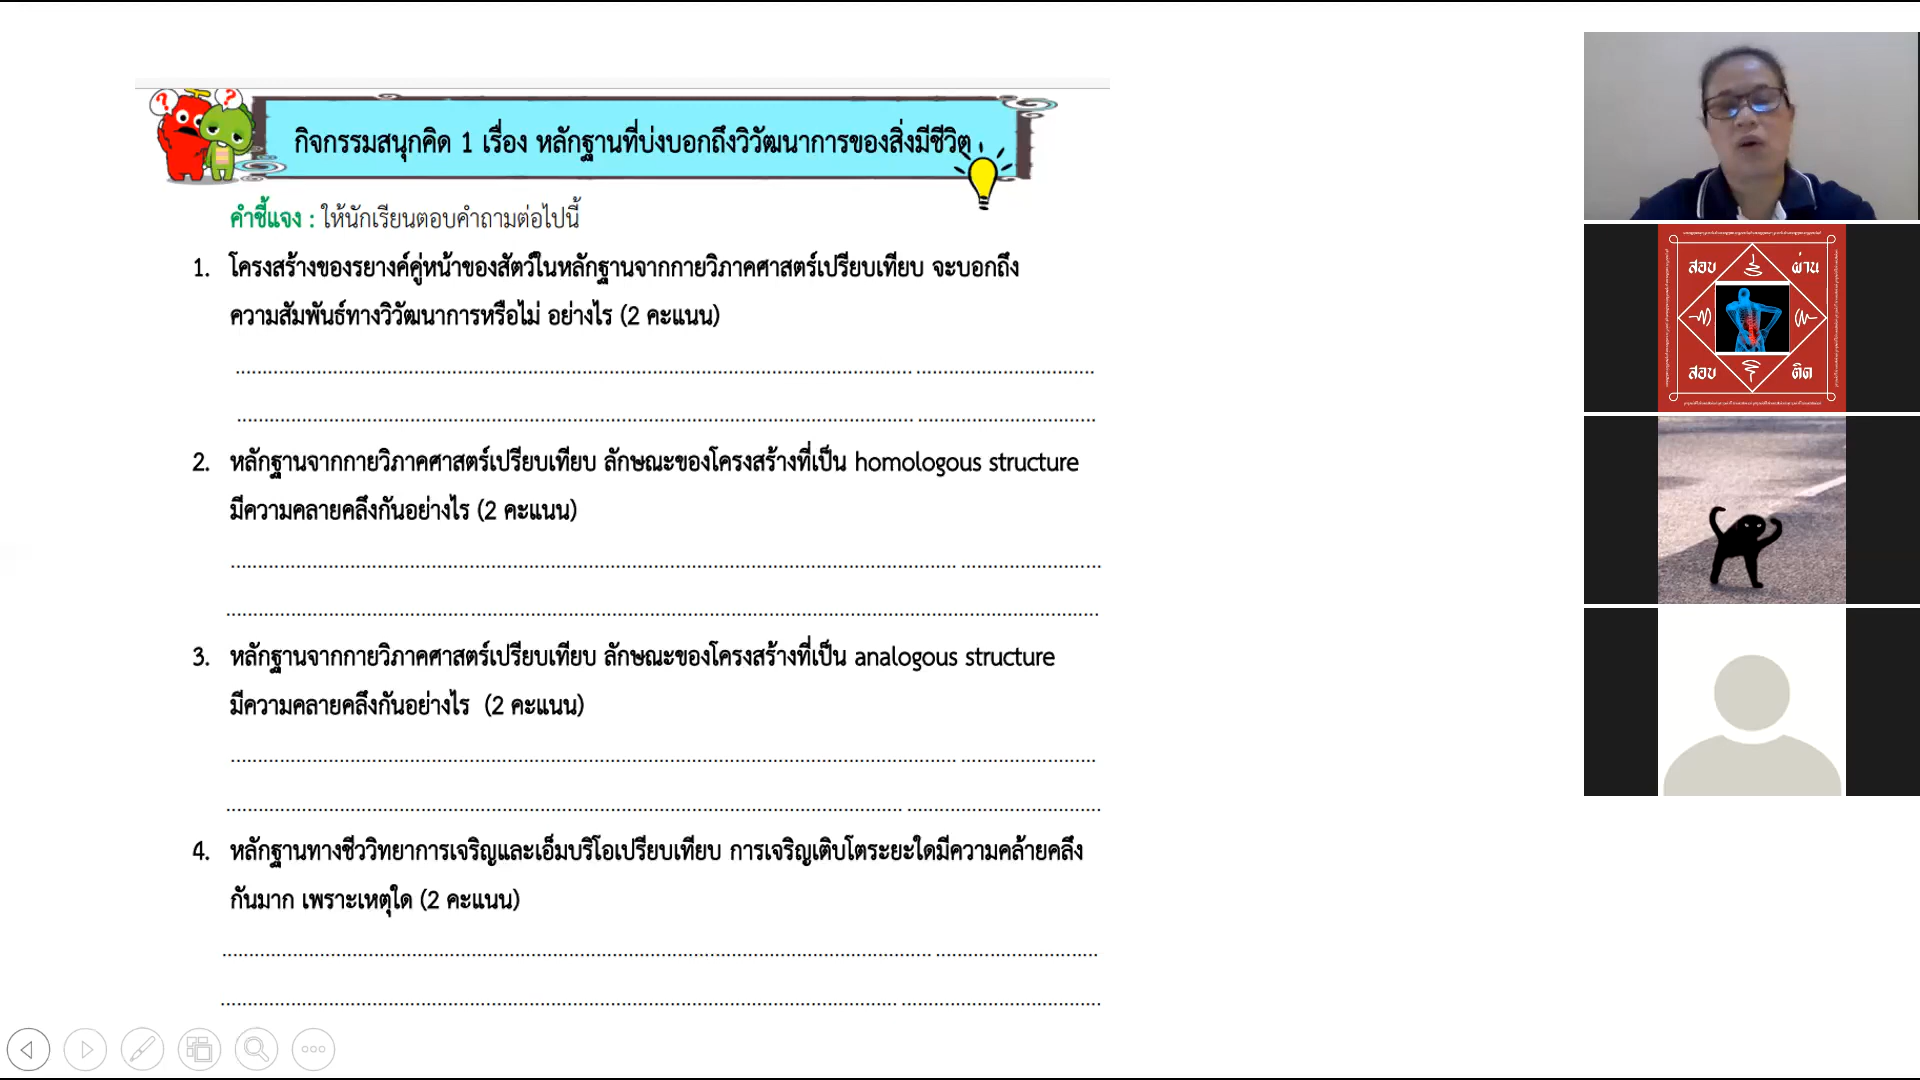 กิจกรรมสนุกคิด 1 เรื่อง หลักฐานที่บ่งบอกถึงวิวัฒนาการของสิ่งมีชีวิต
คำชี้แจง : ให้นักเรียนตอบคำถามต่อไปนี้
1. โครงสร้างของรยางค์คู่หน้าของสัตว์ในหลักฐานจากกายวิภาคศาสตร์เปรียบเทียบ จะบอกถึง
ความสัมพันธ์ทางวิวัฒนาการหรือไม่ อย่างไร (2 คะแนน)
2. หลักฐานจากกายวิภาคศาสตร์เปรียบเทียบ ลักษณะของโครงสร้างที่เป็น homologous structure
มีความคลายคลึงกันอย่างไร (2 คะแนน)
3. หลักฐานจากกายวิภาคศาสตร์เปรียบเทียบ ลักษณะของโครงสร้างที่เป็น analogous structure
มีความคลายคลึงกันอย่างไร (2 คะแนน)
4. หลักฐานทางชีววิทยาการเจริญและเอ็มบริโอเปรียบเทียบ การเจริญเติบโตระยะใดมีความคล้ายคลึง
กันมาก เพราะเหตุใด (2 คะแนน)
สอบ ผ่าน
สอบ ติด